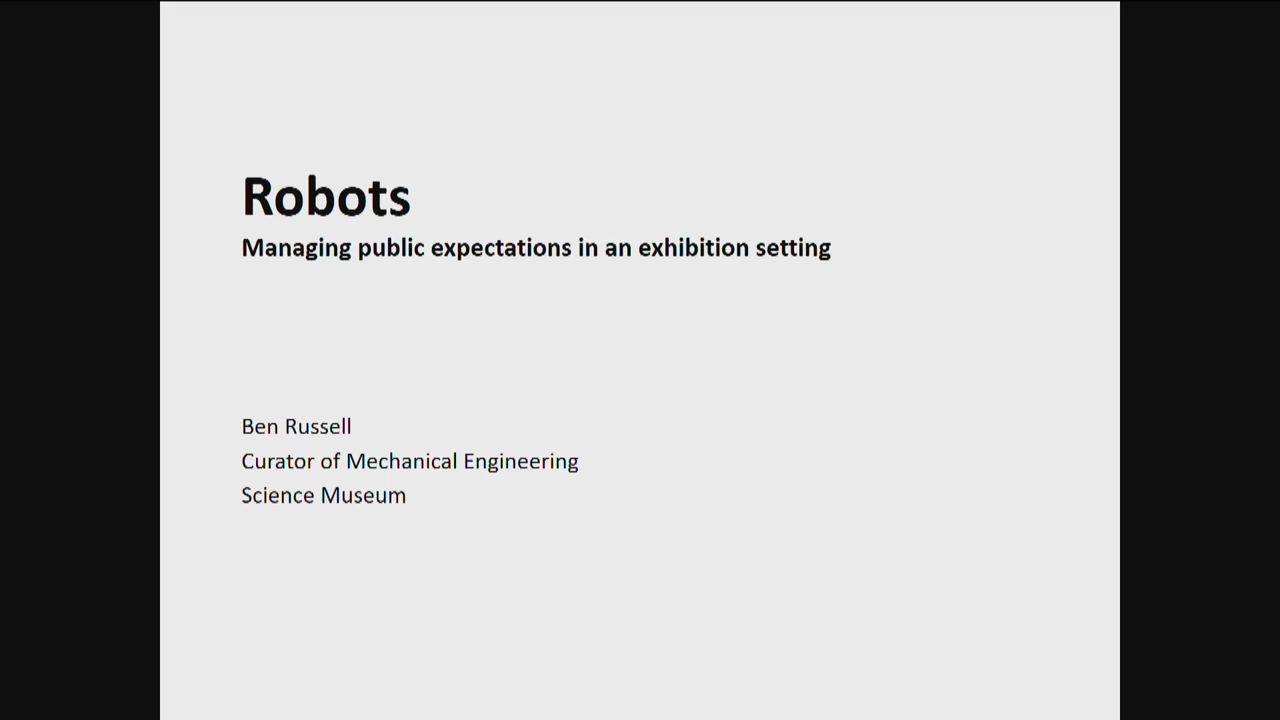 Robots
Managing public expectations in an exhibition setting
Ben Russell
Curator of Mechanical Engineering
Science Museum